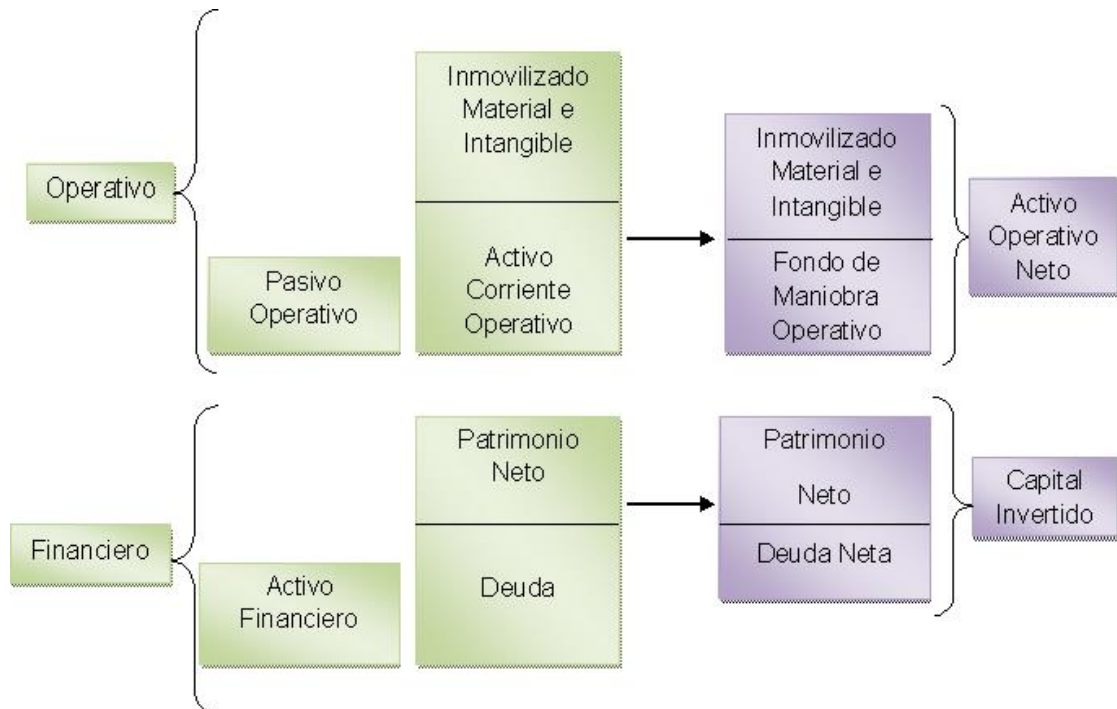 Operativo
Pasivo
Operativo
Inmovilizado
Material e
Intangible
Activo
Corriente
Operativo
Inmovilizado
Material e
Intangible
Fondo de
Maniobra
Operativo
Activo
Operativo
Neto
Financiero
Activo
Financiero
Patrimonio
Neto
Deuda
Patrimonio
Neto
Deuda Neta
Capital
Invertido